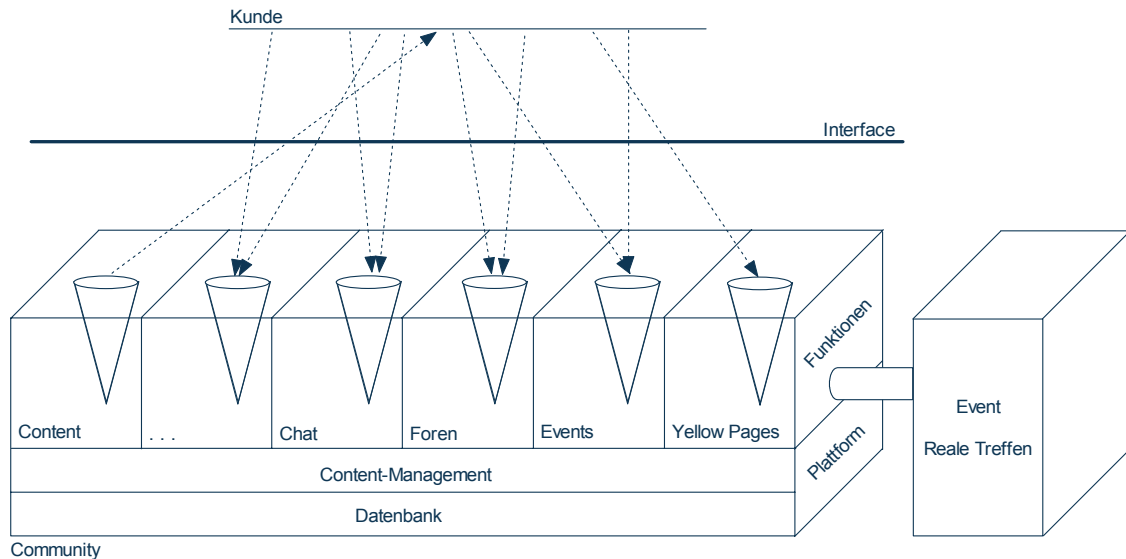 Kunde
Interface
Content
. . .
Chat
Foren
Events
Yellow Pages
Funktionen
Plattform
Event
Reale Treffen
Content-Management
Datenbank
Community